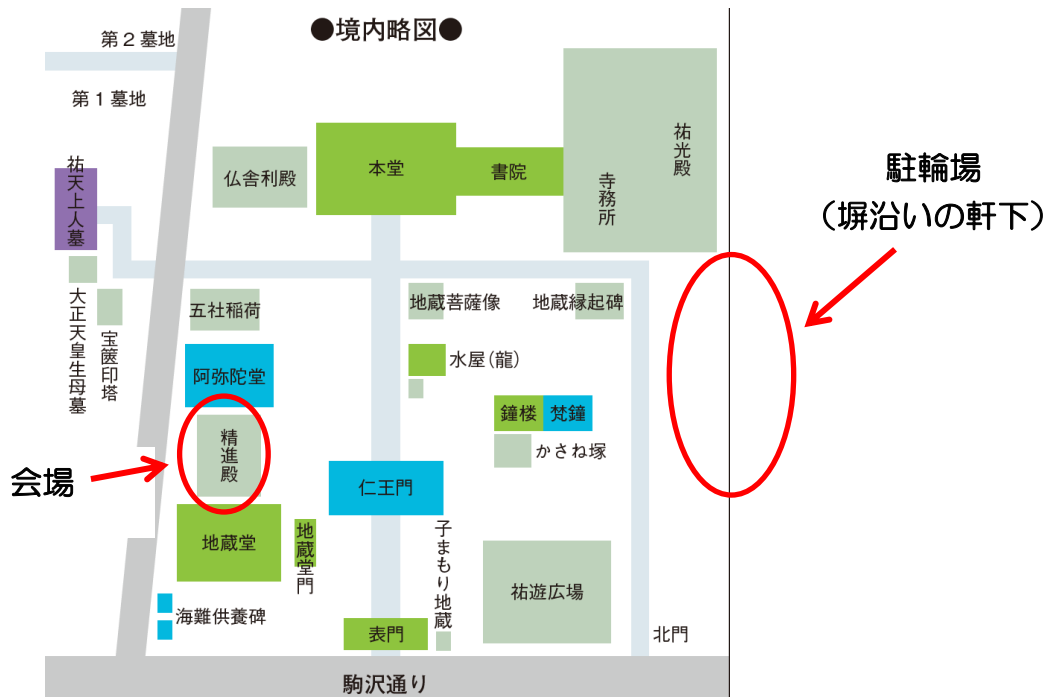 ●境内略図●
第2墓地
第1墓地
祐天上人墓
仏舎利殿
本堂
書院
寺務所
祐光殿
駐輪場
(塀沿いの軒下)
大正天皇生母墓
宝篋印塔
五社稲荷
地蔵菩薩像
地蔵縁起碑
阿弥陀堂
水屋(龍)
鐘楼
梵鐘
かさね塚
精進殿
会場
仁王門
地蔵堂
地蔵堂門
子まもり地蔵
祐遊広場
海難供養碑
表門
北門
駒沢通り